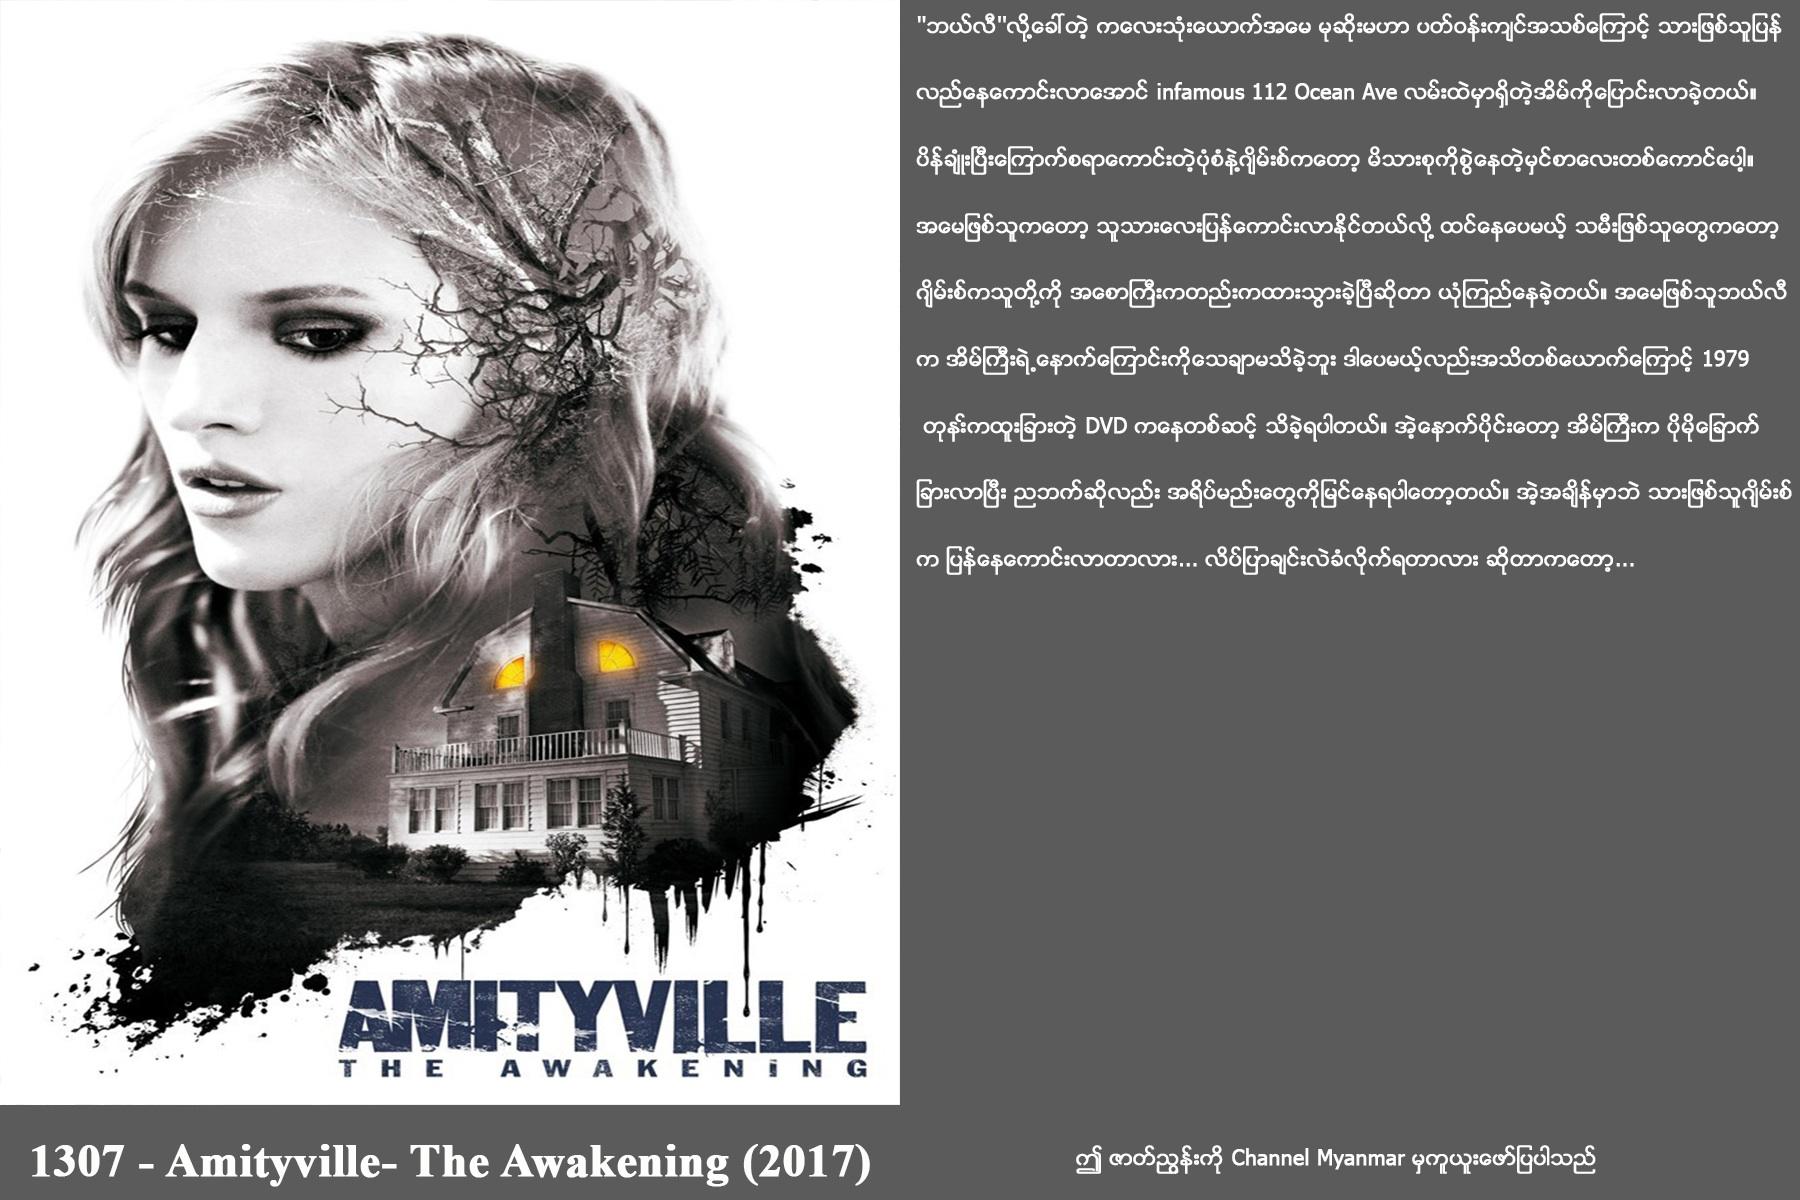 "ဘယ်လီ"လို့ခေါ်တဲ့ ကလေးသုံးယောက်အမေ မုဆိုးမဟာ ပတ်ဝန်းကျင်အသစ်ကြောင့် သားဖြစ်သူပြန်
လည်နေကောင်းလာအောင် infamous 112 Ocean Ave လမ်းထဲမှာရှိတဲ့အိမ်ကိုပြောင်းလာခဲ့တယ်။
ပိန်ချုံးပြီးကြောက်စရာကောင်းတဲ့ပုံစံနဲ့ဂျိမ်းစ်ကတော့ မိသားစုကိုစွဲနေတဲ့မှင်စာလေးတစ်ကောင်ပေါ့။
အမေဖြစ်သူကတော့ သူ့သားလေးပြန်ကောင်းလာနိုင်တယ်လို့ ထင်နေပေမယ့် သမီးဖြစ်သူတွေကတော့
ဂျိမ်းစ်ကသူတို့ကို အစောကြီးကတည်းကထားသွားခဲ့ပြီဆိုတာ ယုံကြည်နေခဲ့တယ်။ အမေဖြစ်သူဘယ်လီ
က အိမ်ကြီးရဲ့နောက်ကြောင်းကိုသေချာမသိခဲ့ဘူး ဒါပေမယ့်လည်းအသိတစ်ယောက်ကြောင့် 1979
တုန်းကထူးခြားတဲ့ DVD ကနေတစ်ဆင့် သိခဲ့ရပါတယ်။ အဲ့နောက်ပိုင်းတော့ အိမ်ကြီးက ပိုမိုခြောက်
ခြားလာပြီး ညဘက်ဆိုလည်း အရိပ်မည်းတွေကိုမြင်နေရပါတော့တယ်။ အဲ့အချိန်မှာဘဲ သားဖြစ်သူဂျိမ်းစ်
က ပြန်နေကောင်းလာတာလား... လိပ်ပြာချင်းလဲခံလိုက်ရတာလား ဆိုတာကတော့...
AMITYVILLE
THE AWAKENING
1307 - Amityville- The Awakening (2017)
ဤ ဇာတ်ညွှန်းကို Channel Myanmar မှကူယူးဖော်ပြပါသည်